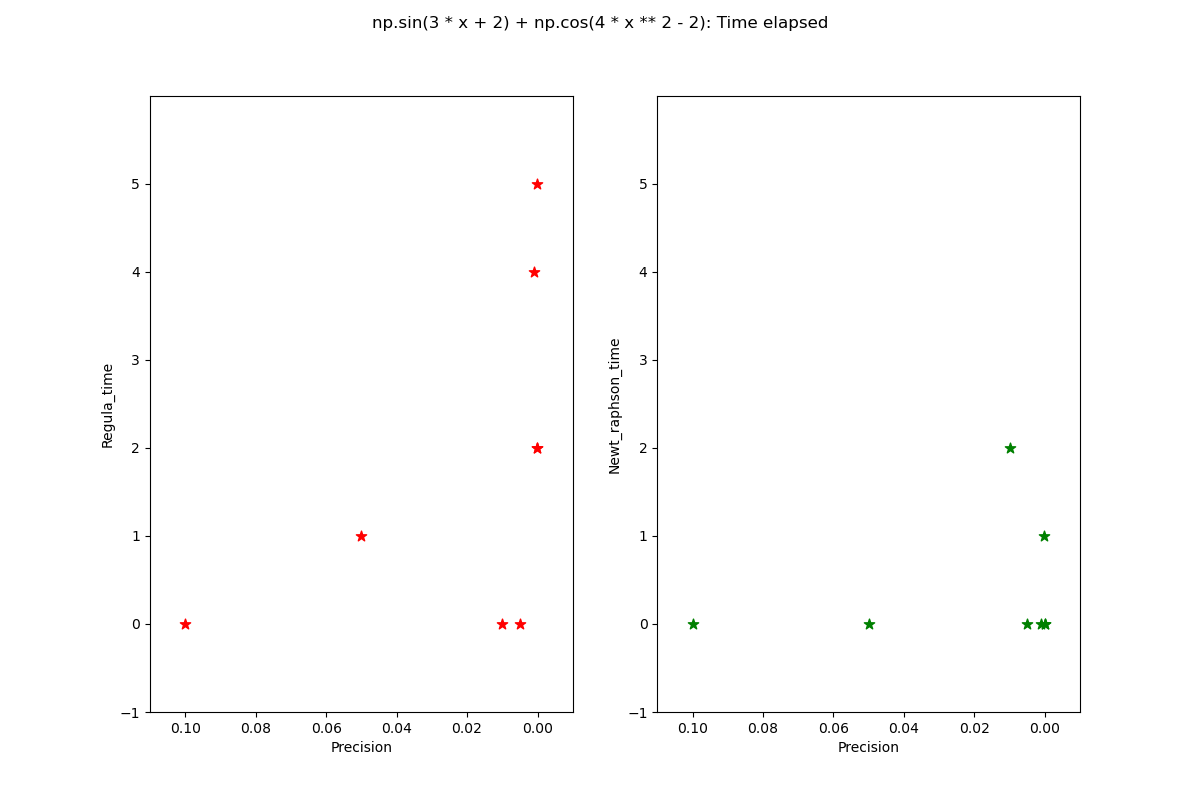 np.sin(3 * x + 2) + np.cos(4 * x ** 2 - 2): Time elapsed
5
4
3
2
1
0
−1
Regula_time
0.10 0.08 0.06 0.04 0.02 0.00
Precision
5
4
3
2
1
0
−1
Newt_raphson_time
0.10 0.08 0.06 0.04 0.02 0.00
Precision